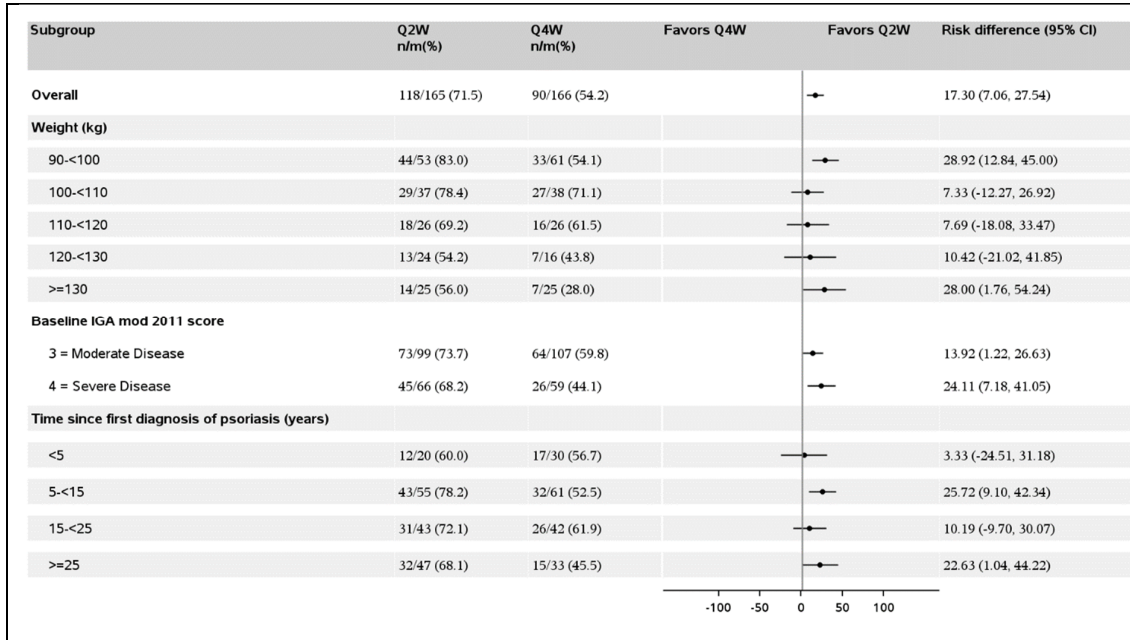 Subgroup Q2W Q4W Favors Q4W Favors Q2W Risk difference (95% CI)
n/m(%) n/m(%)
Overall 118/165 (71.5) 90/166 (54.2) 17.30 (7.06, 27.54)
Weight (kg)
90-<100 44/53 (83.0) 33/61 (54.1) 28.92 (12.84, 45.00)
100-<110 29/37 (78.4) 27/38 (71.1) 7.33 (-12.27, 26.92)
110-<120 18/26 (69.2) 16/26 (61.5) 7.69 (-18.08, 33.47)
120-<130 13/24 (54.2) 7/16 (43.8) 10.42 (-21.02, 41.85)
>=130 14/25 (56.0) 7/25 (28.0) 28.00 (1.76, 54.24)
Baseline IGA mod 2011 score
3 = Moderate Disease 73/99 (73.7) 64/107 (59.8) 13.92 (1.22, 26.63)
4 = Severe Disease 45/66 (68.2) 26/59 (44.1) 24.11 (7.18, 41.05)
Time since first diagnosis of psoriasis (years)
<5 12/20 (60.0) 17/30 (56.7) 3.33 (-24.51, 31.18)
5-<15 43/55 (78.2) 32/61 (52.5) 25.72 (9.10, 42.34)
15-<25 31/43 (72.1) 26/42 (61.9) 10.19 (-9.70, 30.07)
>=25 32/47 (68.1) 15/33 (45.5) 22.63 (1.04, 44.22)
-100 -50 0 50 100